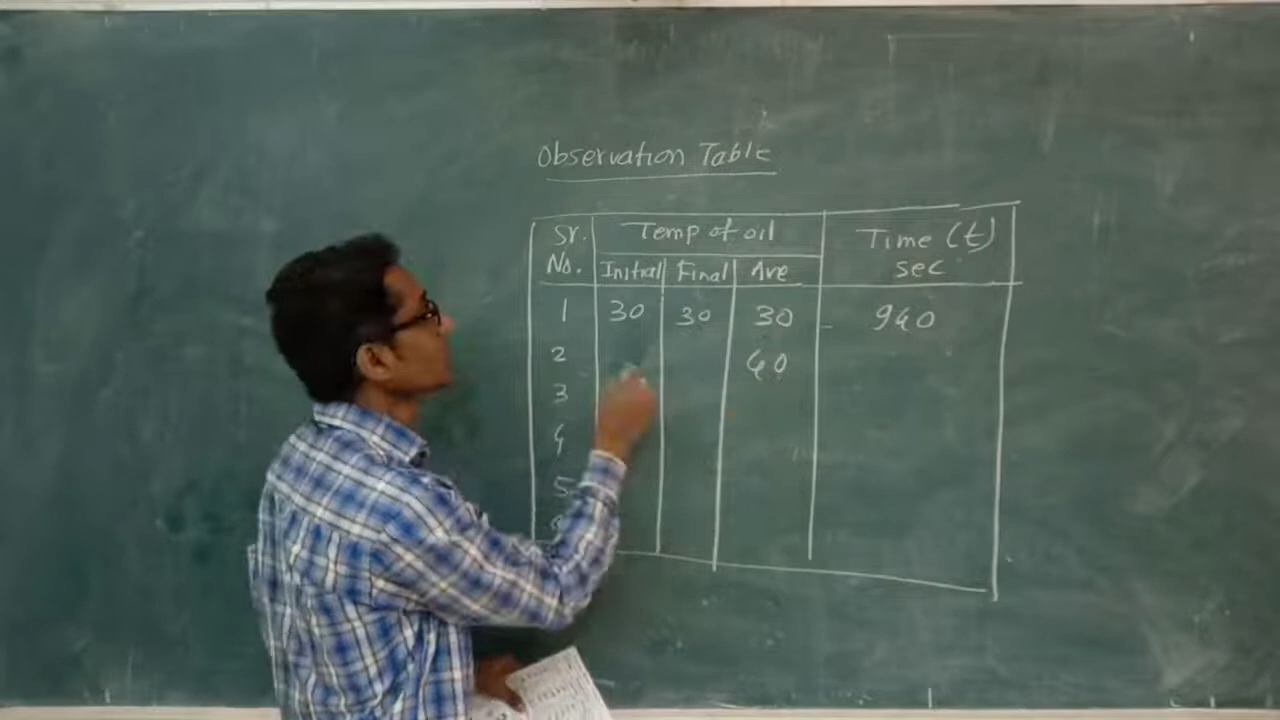 Observation Table
Sr. No. Temp of oil Time (t) sec
Initial Final Ave
1 30 30 30 940
2 40
3
4
5